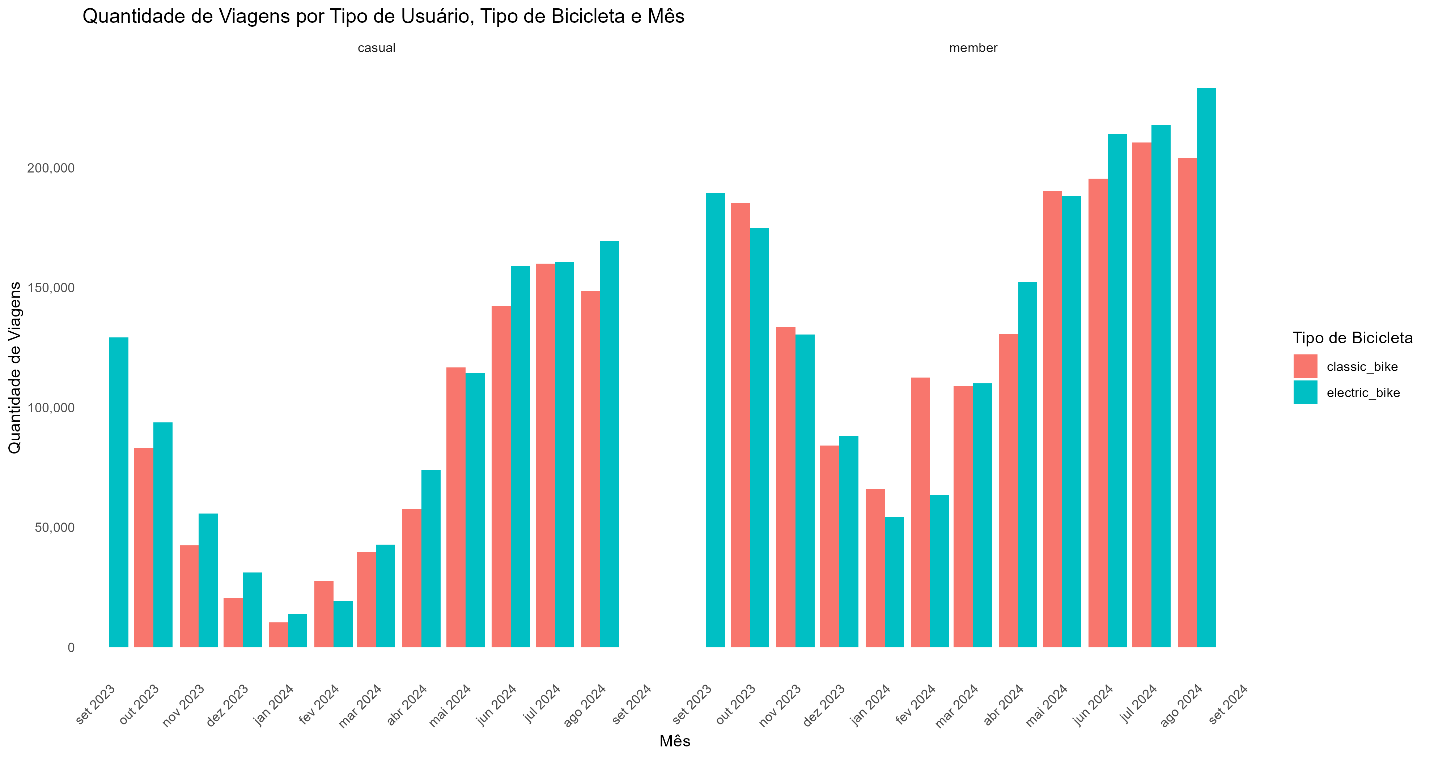 Quantidade de Viagens por Tipo de Usuário, Tipo de Bicicleta e Mês
casual
member
Quantidade de Viagens
200,000
150,000
100,000
50,000
0
set 2023
out 2023
nov 2023
dez 2023
jan 2024
fev 2024
mar 2024
abr 2024
mai 2024
jun 2024
jul 2024
ago 2024
set 2024
set 2023
out 2023
nov 2023
dez 2023
jan 2024
fev 2024
mar 2024
abr 2024
mai 2024
jun 2024
jul 2024
ago 2024
set 2024
Mês
Tipo de Bicicleta
classic_bike
electric_bike